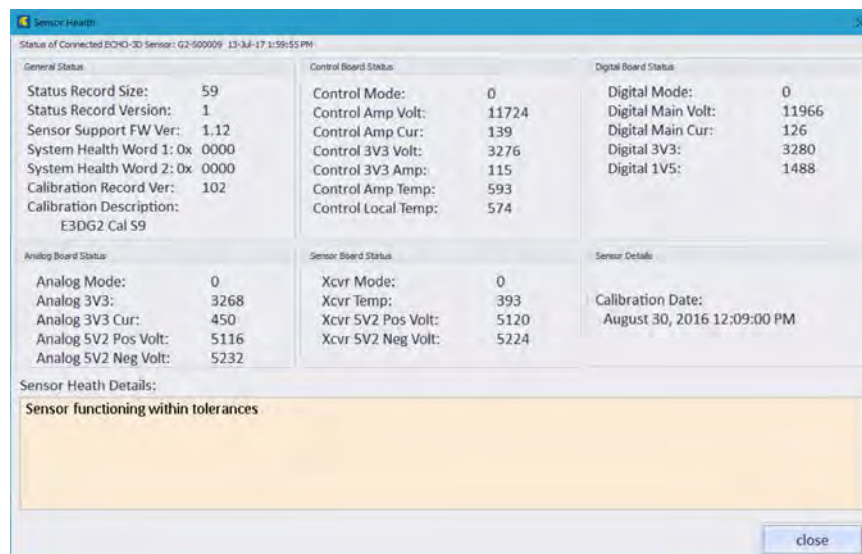 Sensor Health
Status of Connected ECHO-3D Sensor: G2-S00009 13-Jul-17 1:59:55 PM
General Status
Status Record Size: 59
Status Record Version: 1
Sensor Support FW Ver: 1.12
System Health Word 1: 0x 0000
System Health Word 2: 0x 0000
Calibration Record Ver: 102
Calibration Description:
E3DG2 Cal S9
Control Board Status
Control Mode: 0
Control Amp Volt: 11724
Control Amp Cur: 139
Control 3V3 Volt: 3276
Control 3V3 Amp: 115
Control Amp Temp: 593
Control Local Temp: 574
Digital Board Status
Digital Mode: 0
Digital Main Volt: 11966
Digital Main Cur: 126
Digital 3V3: 3280
Digital 1V5: 1488
Analog Board Status
Analog Mode: 0
Analog 3V3: 3268
Analog 3V3 Cur: 450
Analog 5V2 Pos Volt: 5116
Analog 5V2 Neg Volt: 5232
Sensor Board Status
Xcvr Mode: 0
Xcvr Temp: 393
Xcvr 5V2 Pos Volt: 5120
Xcvr 5V2 Neg Volt: 5224
Sensor Details
Calibration Date:
August 30, 2016 12:09:00 PM
Sensor Heath Details:
Sensor functioning within tolerances
close